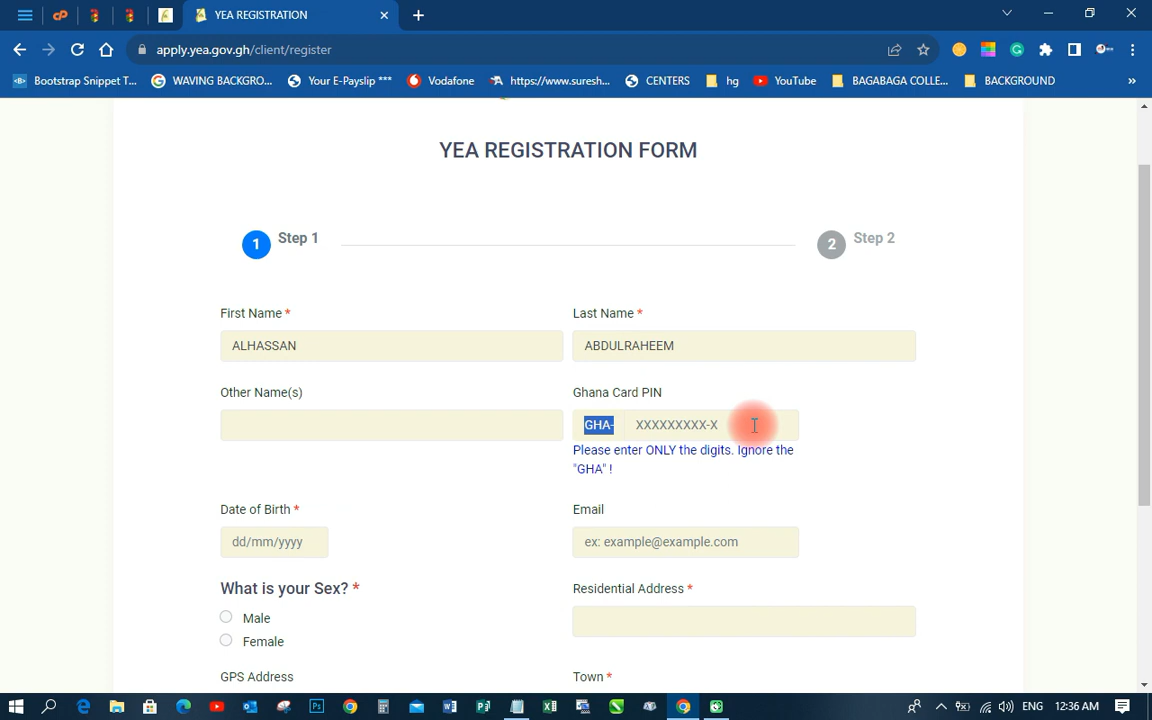 YEA REGISTRATION
apply.yea.gov.gh/client/register
Bootstrap Snippet T... WAVING BACKGRO... Your E-Payslip *** Vodafone https://www.suresh... CENTERS hg YouTube BAGABAGA COLLE... BACKGROUND »
YEA REGISTRATION FORM
1 Step 1 2 Step 2
First Name * Last Name *
ALHASSAN ABDULRAHEEM
Other Name(s) Ghana Card PIN
GHA- XXXXXXXXX-X
Please enter ONLY the digits. Ignore the
"GHA" !
Date of Birth * Email
dd/mm/yyyy ex: example@example.com
What is your Sex? * Residential Address *
Male
Female
GPS Address Town *
ENG 12:36 AM